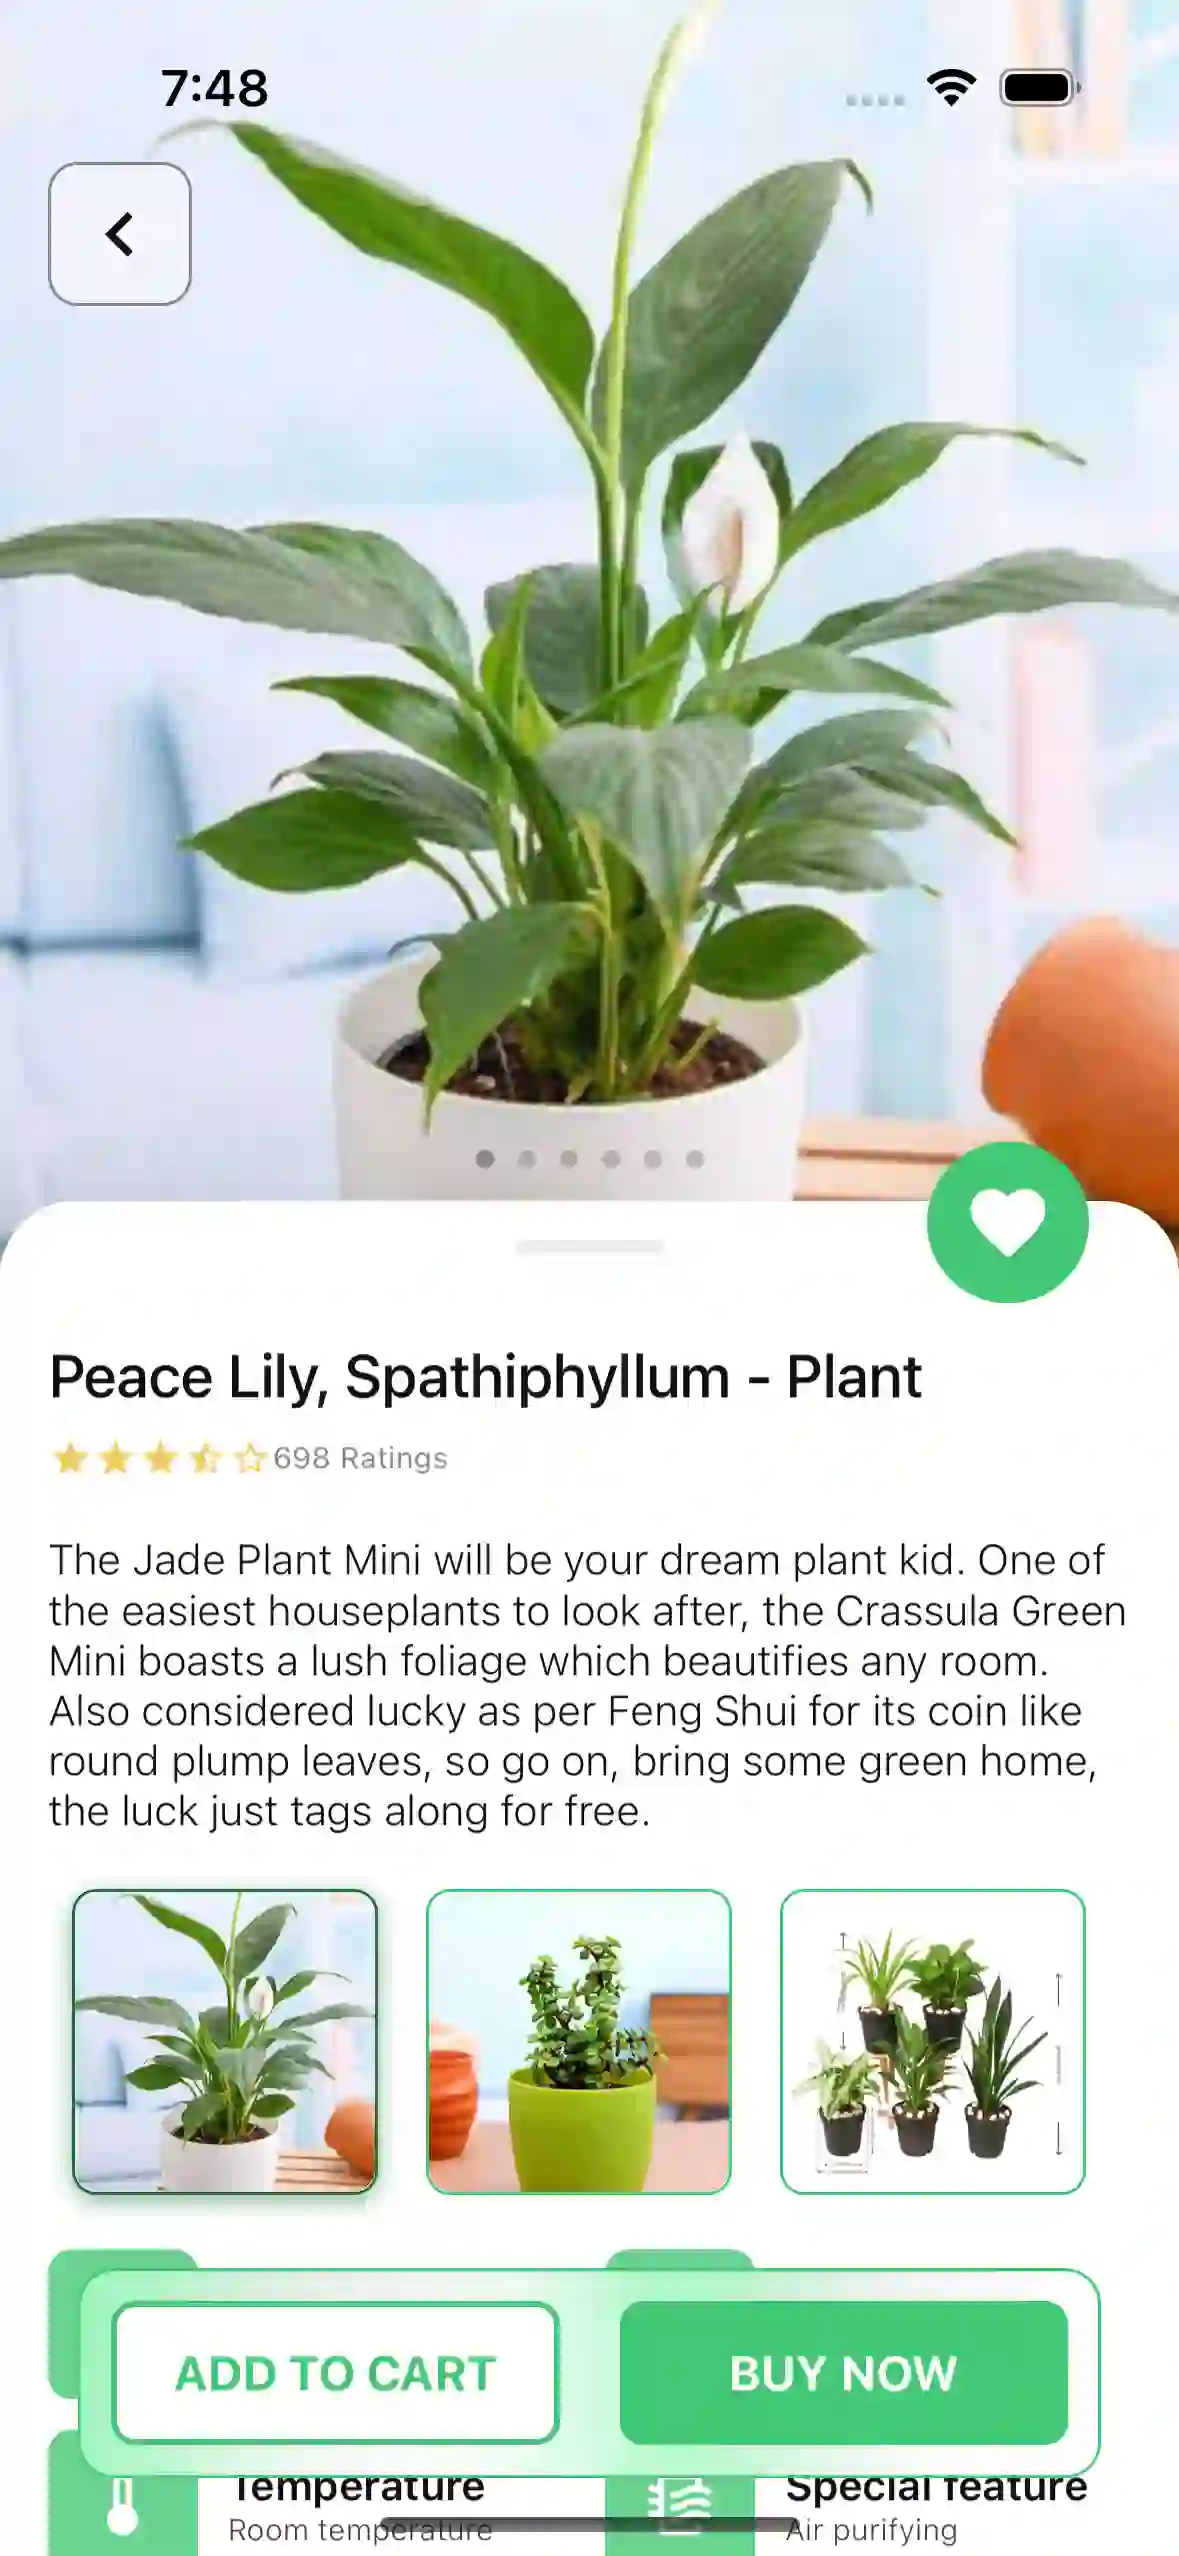 7:48
Peace Lily, Spathiphyllum - Plant
698 Ratings
The Jade Plant Mini will be your dream plant kid. One of
the easiest houseplants to look after, the Crassula Green
Mini boasts a lush foliage which beautifies any room.
Also considered lucky as per Feng Shui for its coin like
round plump leaves, so go on, bring some green home,
the luck just tags along for free.
ADD TO CART
BUY NOW
Temperature
Special feature
Room temperature
Air purifying